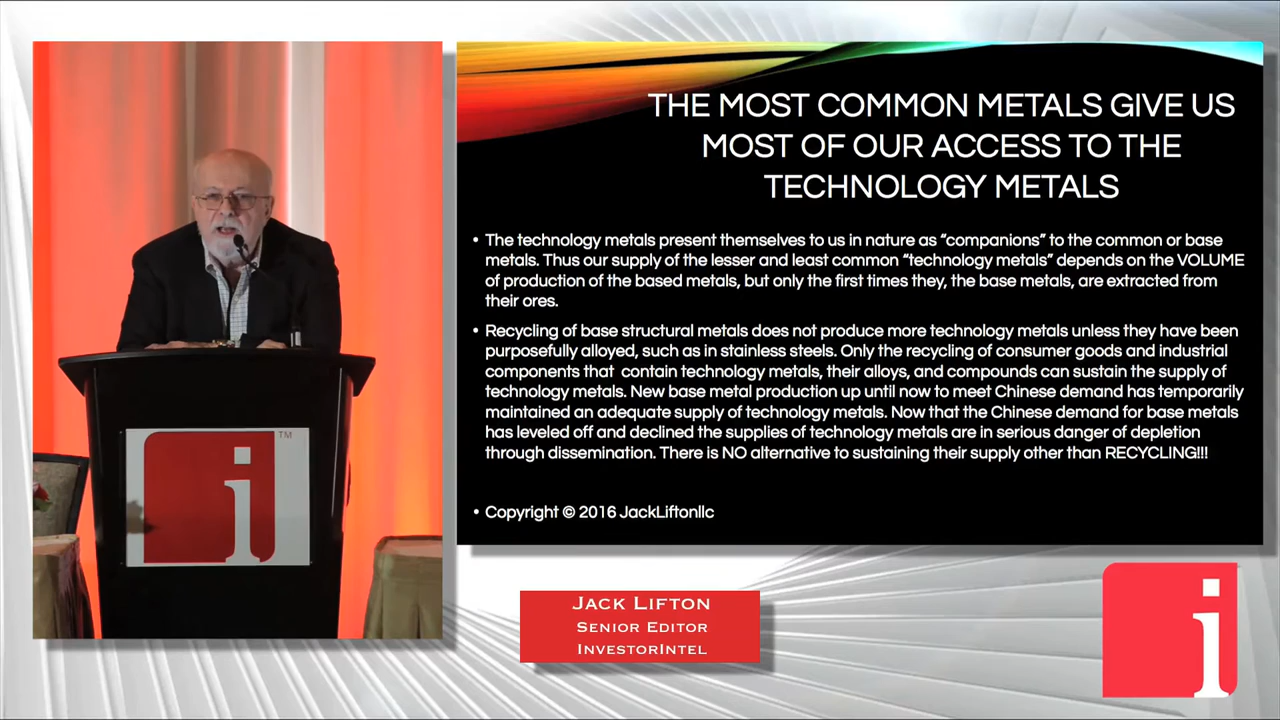 THE MOST COMMON METALS GIVE US
MOST OF OUR ACCESS TO THE
TECHNOLOGY METALS
• The technology metals present themselves to us in nature as “companions” to the common or base
metals. Thus our supply of the lesser and least common “technology metals” depends on the VOLUME
of production of the based metals, but only the first times they, the base metals, are extracted from
their ores.
• Recycling of base structural metals does not produce more technology metals unless they have been
purposefully alloyed, such as in stainless steels. Only the recycling of consumer goods and industrial
components that contain technology metals, their alloys, and compounds can sustain the supply of
technology metals. New base metal production up until now to meet Chinese demand has temporarily
maintained an adequate supply of technology metals. Now that the Chinese demand for base metals
has leveled off and declined the supplies of technology metals are in serious danger of depletion
through dissemination. There is NO alternative to sustaining their supply other than RECYCLING!!!
• Copyright © 2016 JackLiftonllc
i
TM
JACK LIFTON
SENIOR EDITOR
INVESTORINTEL
i